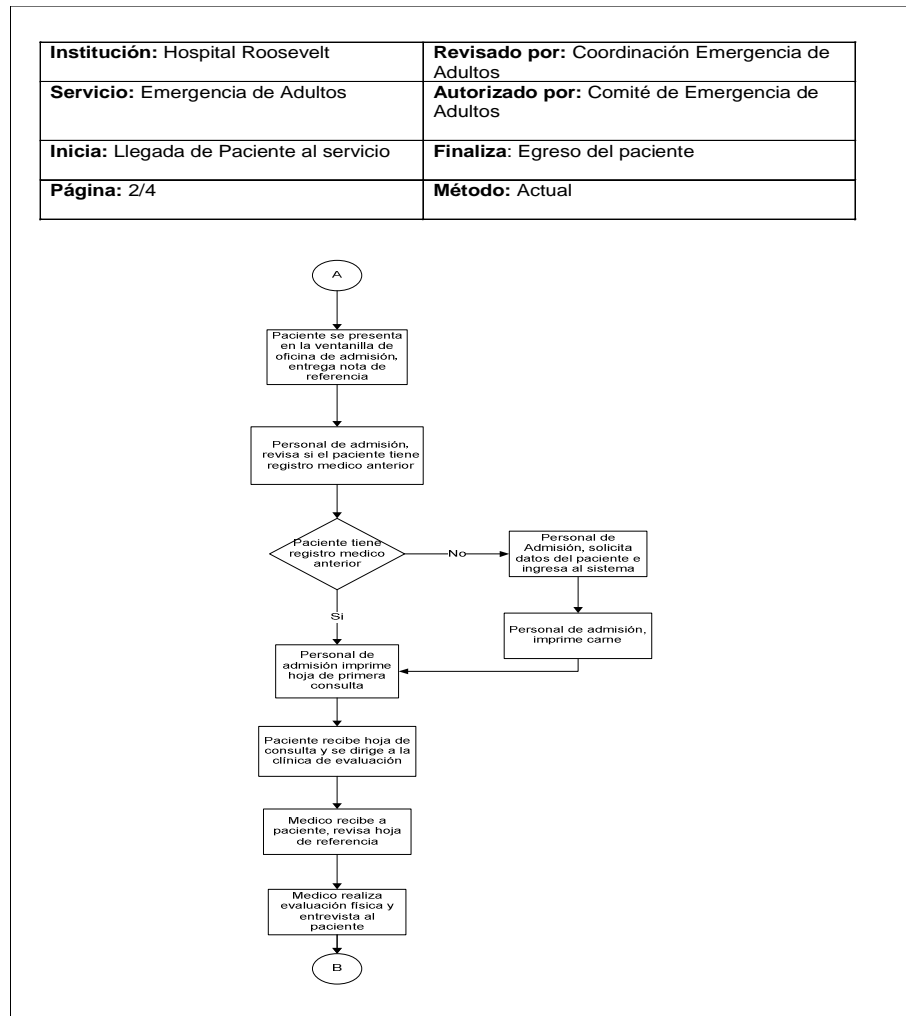 Institución: Hospital Roosevelt
Revisado por: Coordinación Emergencia de
Adultos
Servicio: Emergencia de Adultos
Autorizado por: Comité de Emergencia de
Adultos
Inicia: Llegada de Paciente al servicio
Finaliza: Egreso del paciente
Página: 2/4
Método: Actual
A
Paciente se presenta
en la ventanilla de
oficina de admisión,
entrega nota de
referencia
Personal de admisión,
revisa si el paciente tiene
registro medico anterior
Paciente tiene
registro medico
anterior
No
Personal de
Admisión, solicita
datos del paciente e
ingresa al sistema
Personal de admisión,
imprime carne
Si
Personal de
admisión imprime
hoja de primera
consulta
Paciente recibe hoja de
consulta y se dirige a la
clínica de evaluación
Medico recibe a
paciente, revisa hoja
de referencia
Medico realiza
evaluación física y
entrevista al
paciente
B